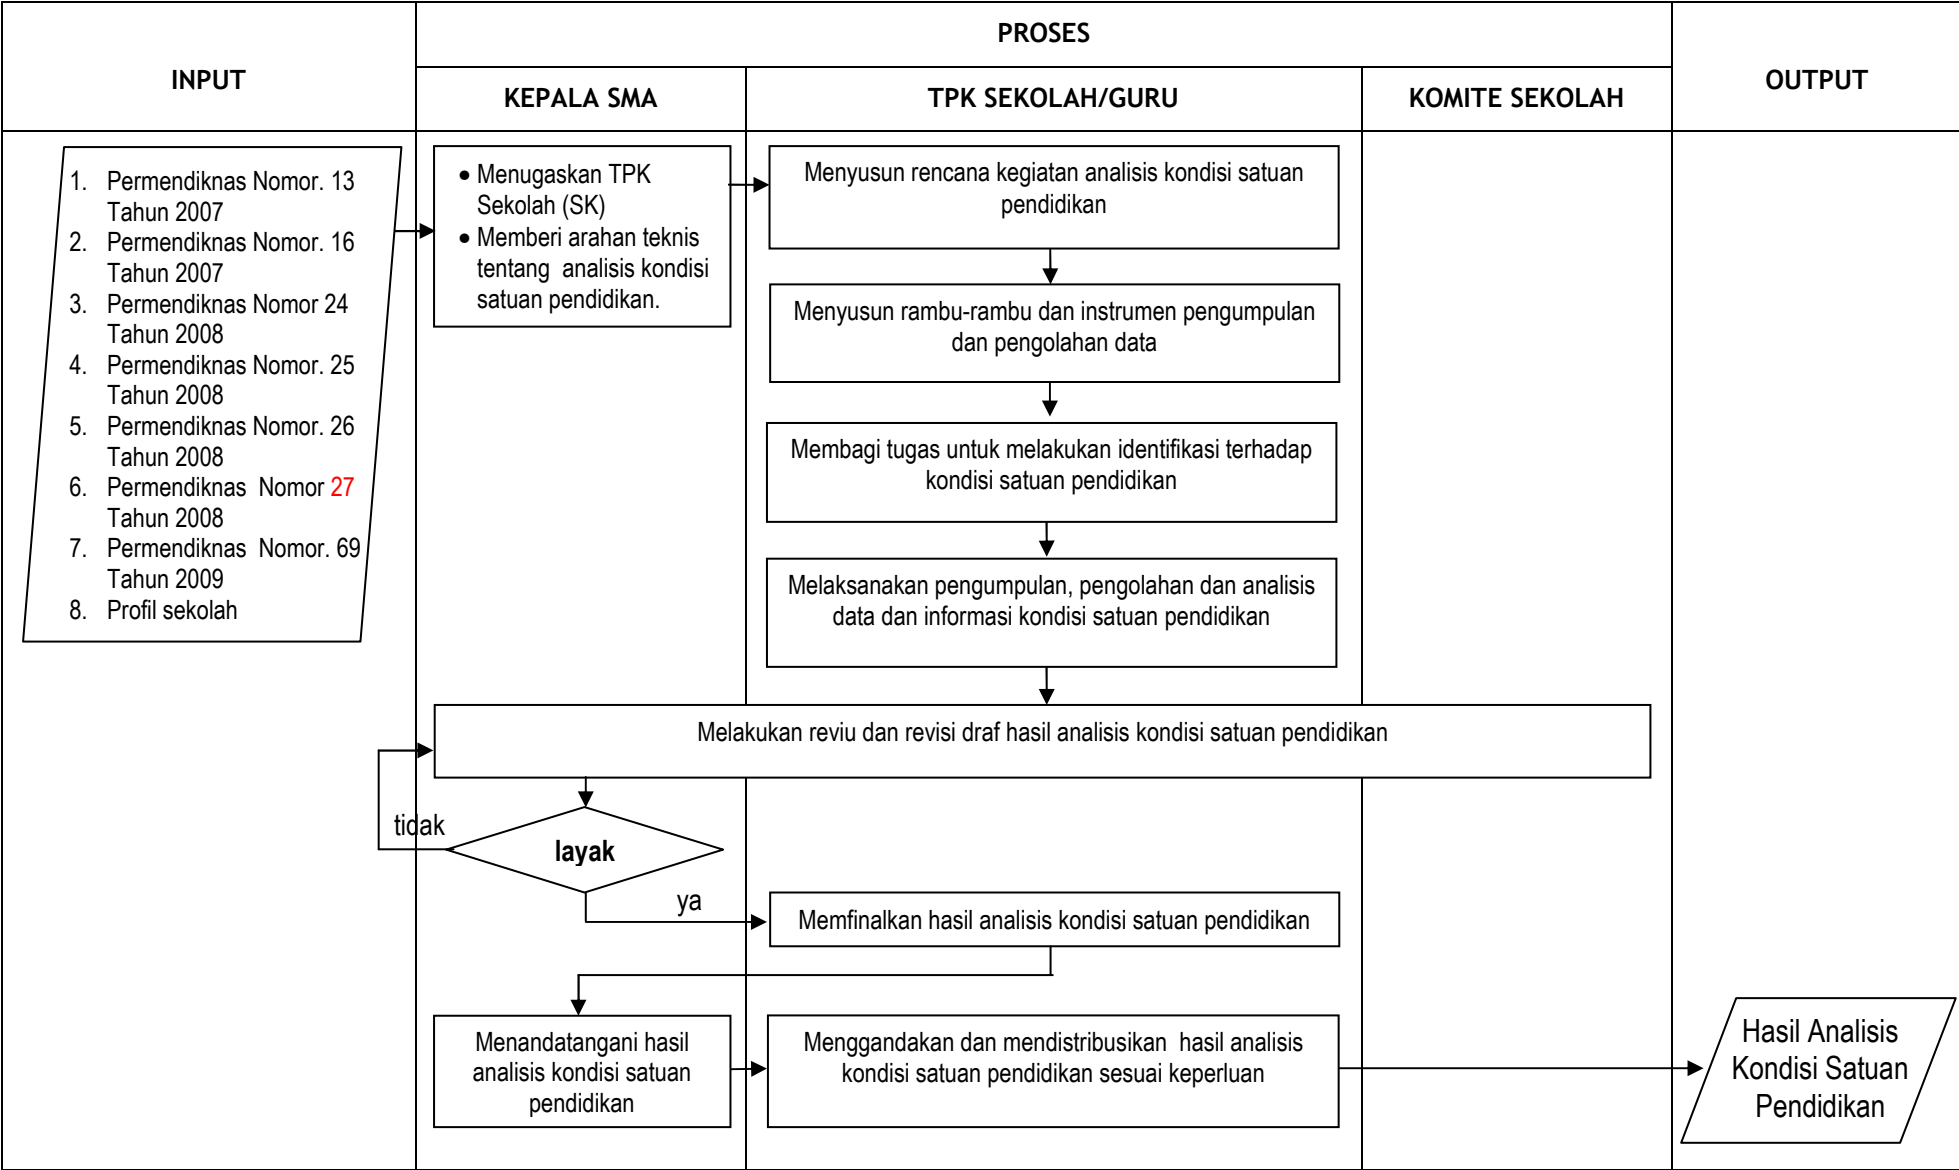 INPUT
PROSES
KEPALA SMA
TPK SEKOLAH/GURU
KOMITE SEKOLAH
OUTPUT
1. Permendiknas Nomor. 13
Tahun 2007
2. Permendiknas Nomor. 16
Tahun 2007
3. Permendiknas Nomor 24
Tahun 2008
4. Permendiknas Nomor. 25
Tahun 2008
5. Permendiknas Nomor. 26
Tahun 2008
6. Permendiknas Nomor 27
Tahun 2008
7. Permendiknas Nomor. 69
Tahun 2009
8. Profil sekolah
• Menugaskan TPK
Sekolah (SK)
• Memberi arahan teknis
tentang analisis kondisi
satuan pendidikan.
Menyusun rencana kegiatan analisis kondisi satuan
pendidikan
Menyusun rambu-rambu dan instrumen pengumpulan
dan pengolahan data
Membagi tugas untuk melakukan identifikasi terhadap
kondisi satuan pendidikan
Melaksanakan pengumpulan, pengolahan dan analisis
data dan informasi kondisi satuan pendidikan
Melakukan reviu dan revisi draf hasil analisis kondisi satuan pendidikan
tidak
layak
ya
Memfinalkan hasil analisis kondisi satuan pendidikan
Menandatangani hasil
analisis kondisi satuan
pendidikan
Menggandakan dan mendistribusikan hasil analisis
kondisi satuan pendidikan sesuai keperluan
Hasil Analisis
Kondisi Satuan
Pendidikan